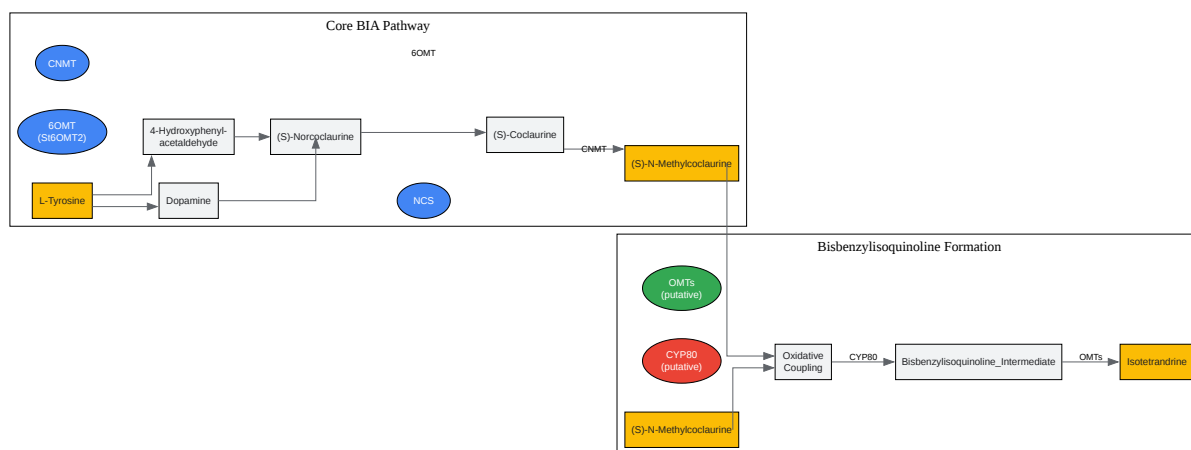 Core BIA Pathway
6OMT
CNMT
6OMT
(St6OMT2)
4-Hydroxyphenyl-
acetaldehyde
(S)-Norcoclaurine
(S)-Coclaurine
CNMT
(S)-N-Methylcoclaurine
L-Tyrosine
Dopamine
NCS
Bisbenzylisoquinoline Formation
OMTs
(putative)
CYP80
(putative)
Oxidative
Coupling
CYP80
Bisbenzylisoquinoline_Intermediate
OMTs
Isotetrandrine
(S)-N-Methylcoclaurine